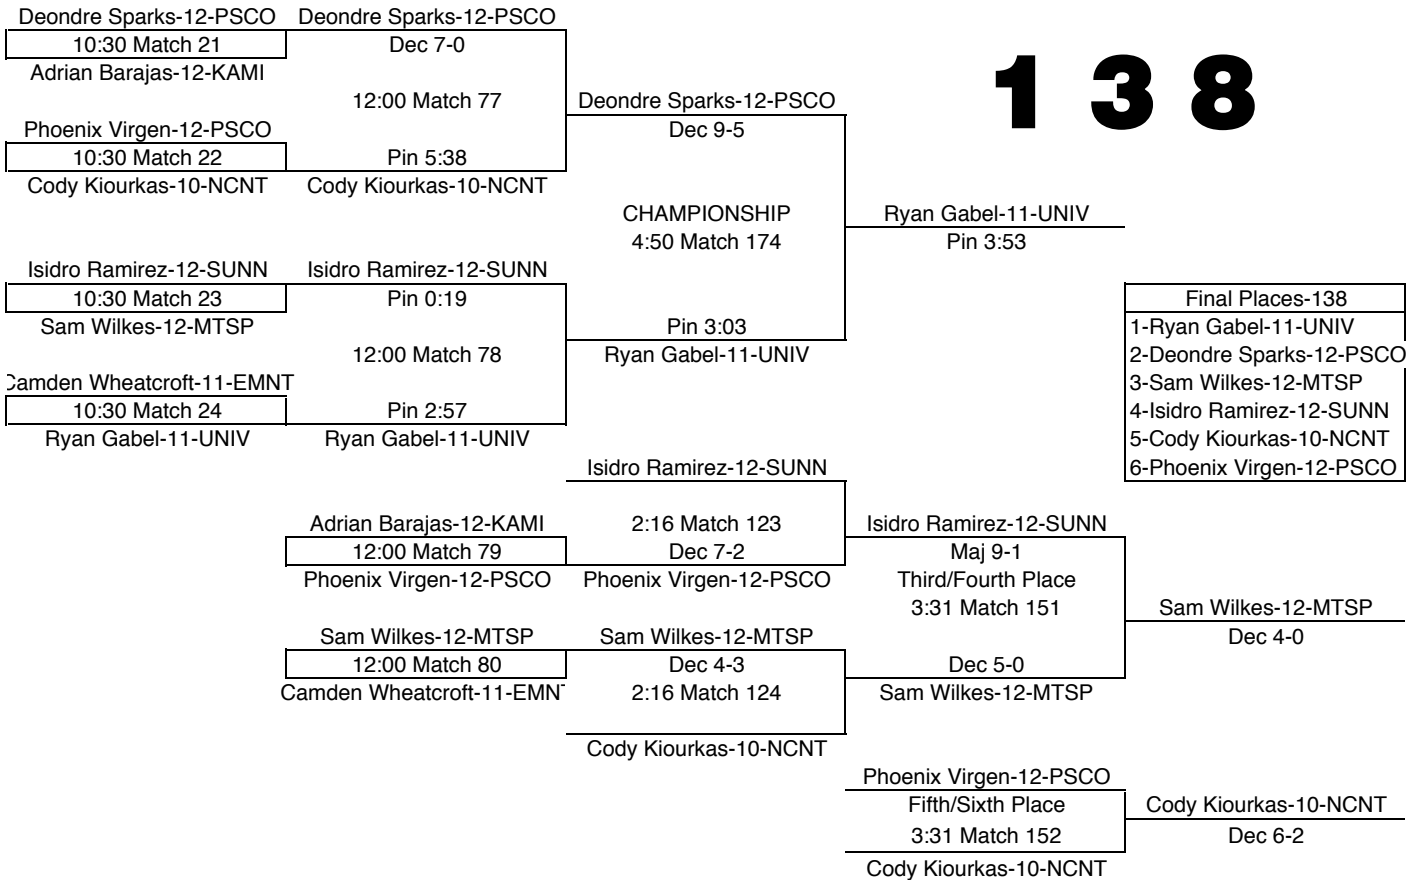 Deondre Sparks-12-PSCO Deondre Sparks-12-PSCO
10:30 Match 21 Dec 7-0
Adrian Barajas-12-KAMI
1 3 8
12:00 Match 77 Deondre Sparks-12-PSCO
Phoenix Virgen-12-PSCO Dec 9-5
10:30 Match 22 Pin 5:38
Cody Kiourkas-10-NCNT Cody Kiourkas-10-NCNT
CHAMPIONSHIP Ryan Gabel-11-UNIV
4:50 Match 174 Pin 3:53
Isidro Ramirez-12-SUNN Isidro Ramirez-12-SUNN
10:30 Match 23 Pin 0:19 Final Places-138
Sam Wilkes-12-MTSP Pin 3:03 1-Ryan Gabel-11-UNIV
12:00 Match 78 Ryan Gabel-11-UNIV 2-Deondre Sparks-12-PSCO
Camden Wheatcroft-11-EMNT 3-Sam Wilkes-12-MTSP
10:30 Match 24 Pin 2:57 4-Isidro Ramirez-12-SUNN
Ryan Gabel-11-UNIV Ryan Gabel-11-UNIV 5-Cody Kiourkas-10-NCNT
Isidro Ramirez-12-SUNN 6-Phoenix Virgen-12-PSCO
Adrian Barajas-12-KAMI 2:16 Match 123 Isidro Ramirez-12-SUNN
12:00 Match 79 Dec 7-2 Maj 9-1
Phoenix Virgen-12-PSCO Phoenix Virgen-12-PSCO Third/Fourth Place
3:31 Match 151 Sam Wilkes-12-MTSP
Sam Wilkes-12-MTSP Sam Wilkes-12-MTSP Dec 4-0
12:00 Match 80 Dec 4-3 Dec 5-0
Camden Wheatcroft-11-EMN 2:16 Match 124 Sam Wilkes-12-MTSP
Cody Kiourkas-10-NCNT
Phoenix Virgen-12-PSCO
Fifth/Sixth Place Cody Kiourkas-10-NCNT
3:31 Match 152 Dec 6-2
Cody Kiourkas-10-NCNT